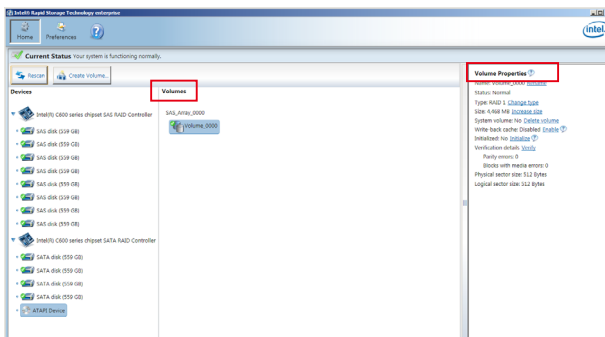 Intel® Rapid Storage Technology enterprise
Home
Preferences
?
intel
Current Status Your system is functioning normally.
Rescan
Create Volume...
Devices
Intel(R) C600 series chipset SAS RAID Controller
SAS disk (559 GB)
SAS disk (559 GB)
SAS disk (559 GB)
SAS disk (559 GB)
SAS disk (559 GB)
SAS disk (559 GB)
SAS disk (559 GB)
SAS disk (559 GB)
Intel(R) C600 series chipset SATA RAID Controller
SATA disk (559 GB)
SATA disk (559 GB)
SATA disk (559 GB)
SATA disk (559 GB)
ATAPI Device
Volumes
SAS_Array_0000
Volume_0000
Volume Properties ?
Name: Volume_0000 Rename
Status: Normal
Type: RAID 1 Change type
Size: 4,468 MB Increase size
System volume: No Delete volume
Write-back cache: Disabled Enable ?
Initialized: No Initialize ?
Verification details Verify
Parity errors: 0
Blocks with media errors: 0
Physical sector size: 512 Bytes
Logical sector size: 512 Bytes